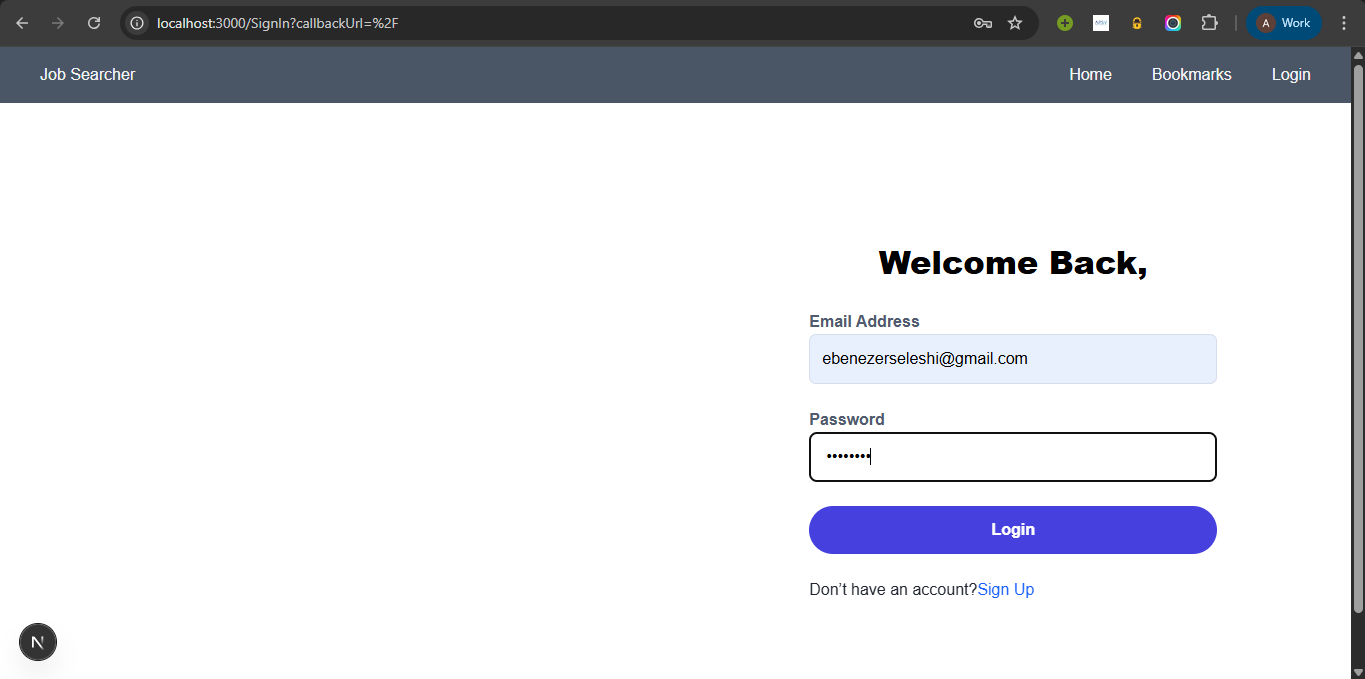 localhost:3000/SignIn?callbackUrl=%2F
A Work
Job Searcher
Home Bookmarks Login
Welcome Back,
Email Address
ebenezerseleshi@gmail.com
Password
••••••••
Login
Don’t have an account?Sign Up
N